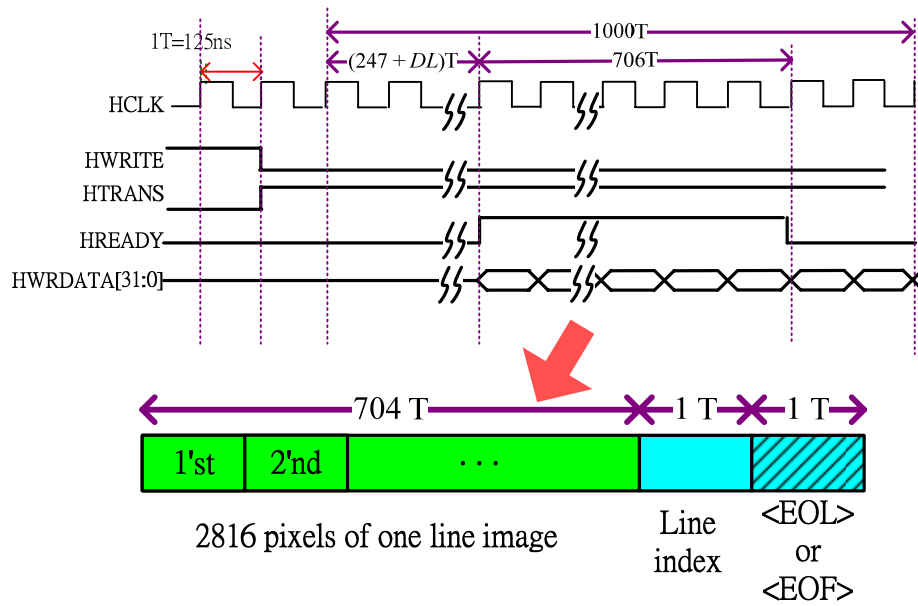 1000T
1T=125ns
(247 + DL)T
706T
HCLK
HWRITE
HTRANS
HREADY
HWRDATA[31:0]
704 T
1 T
1 T
1'st
2'nd
· · ·
2816 pixels of one line image
Line
index
<EOL>
or
<EOF>